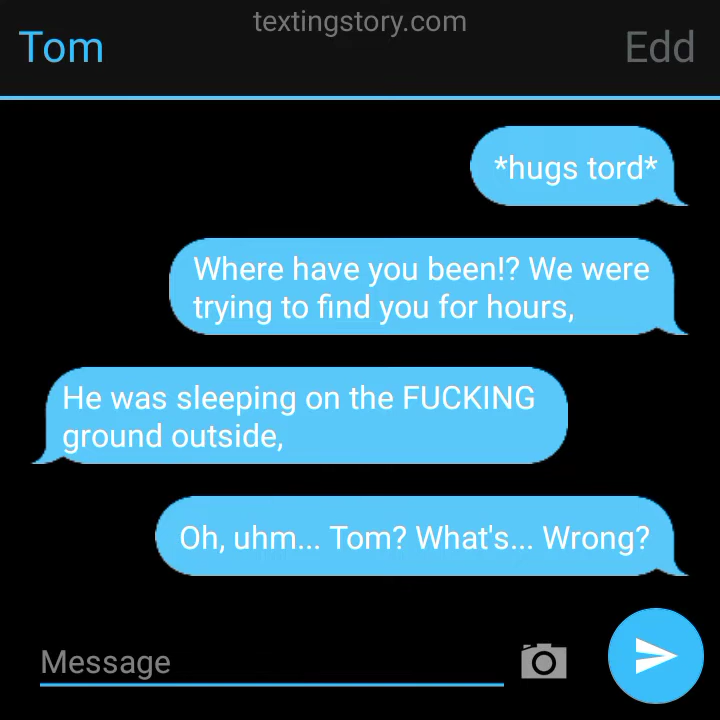 textingstory.com
Tom
Edd
*hugs tord*
Where have you been!? We were
trying to find you for hours,
He was sleeping on the FUCKING
ground outside,
Oh, uhm... Tom? What's... Wrong?
Message